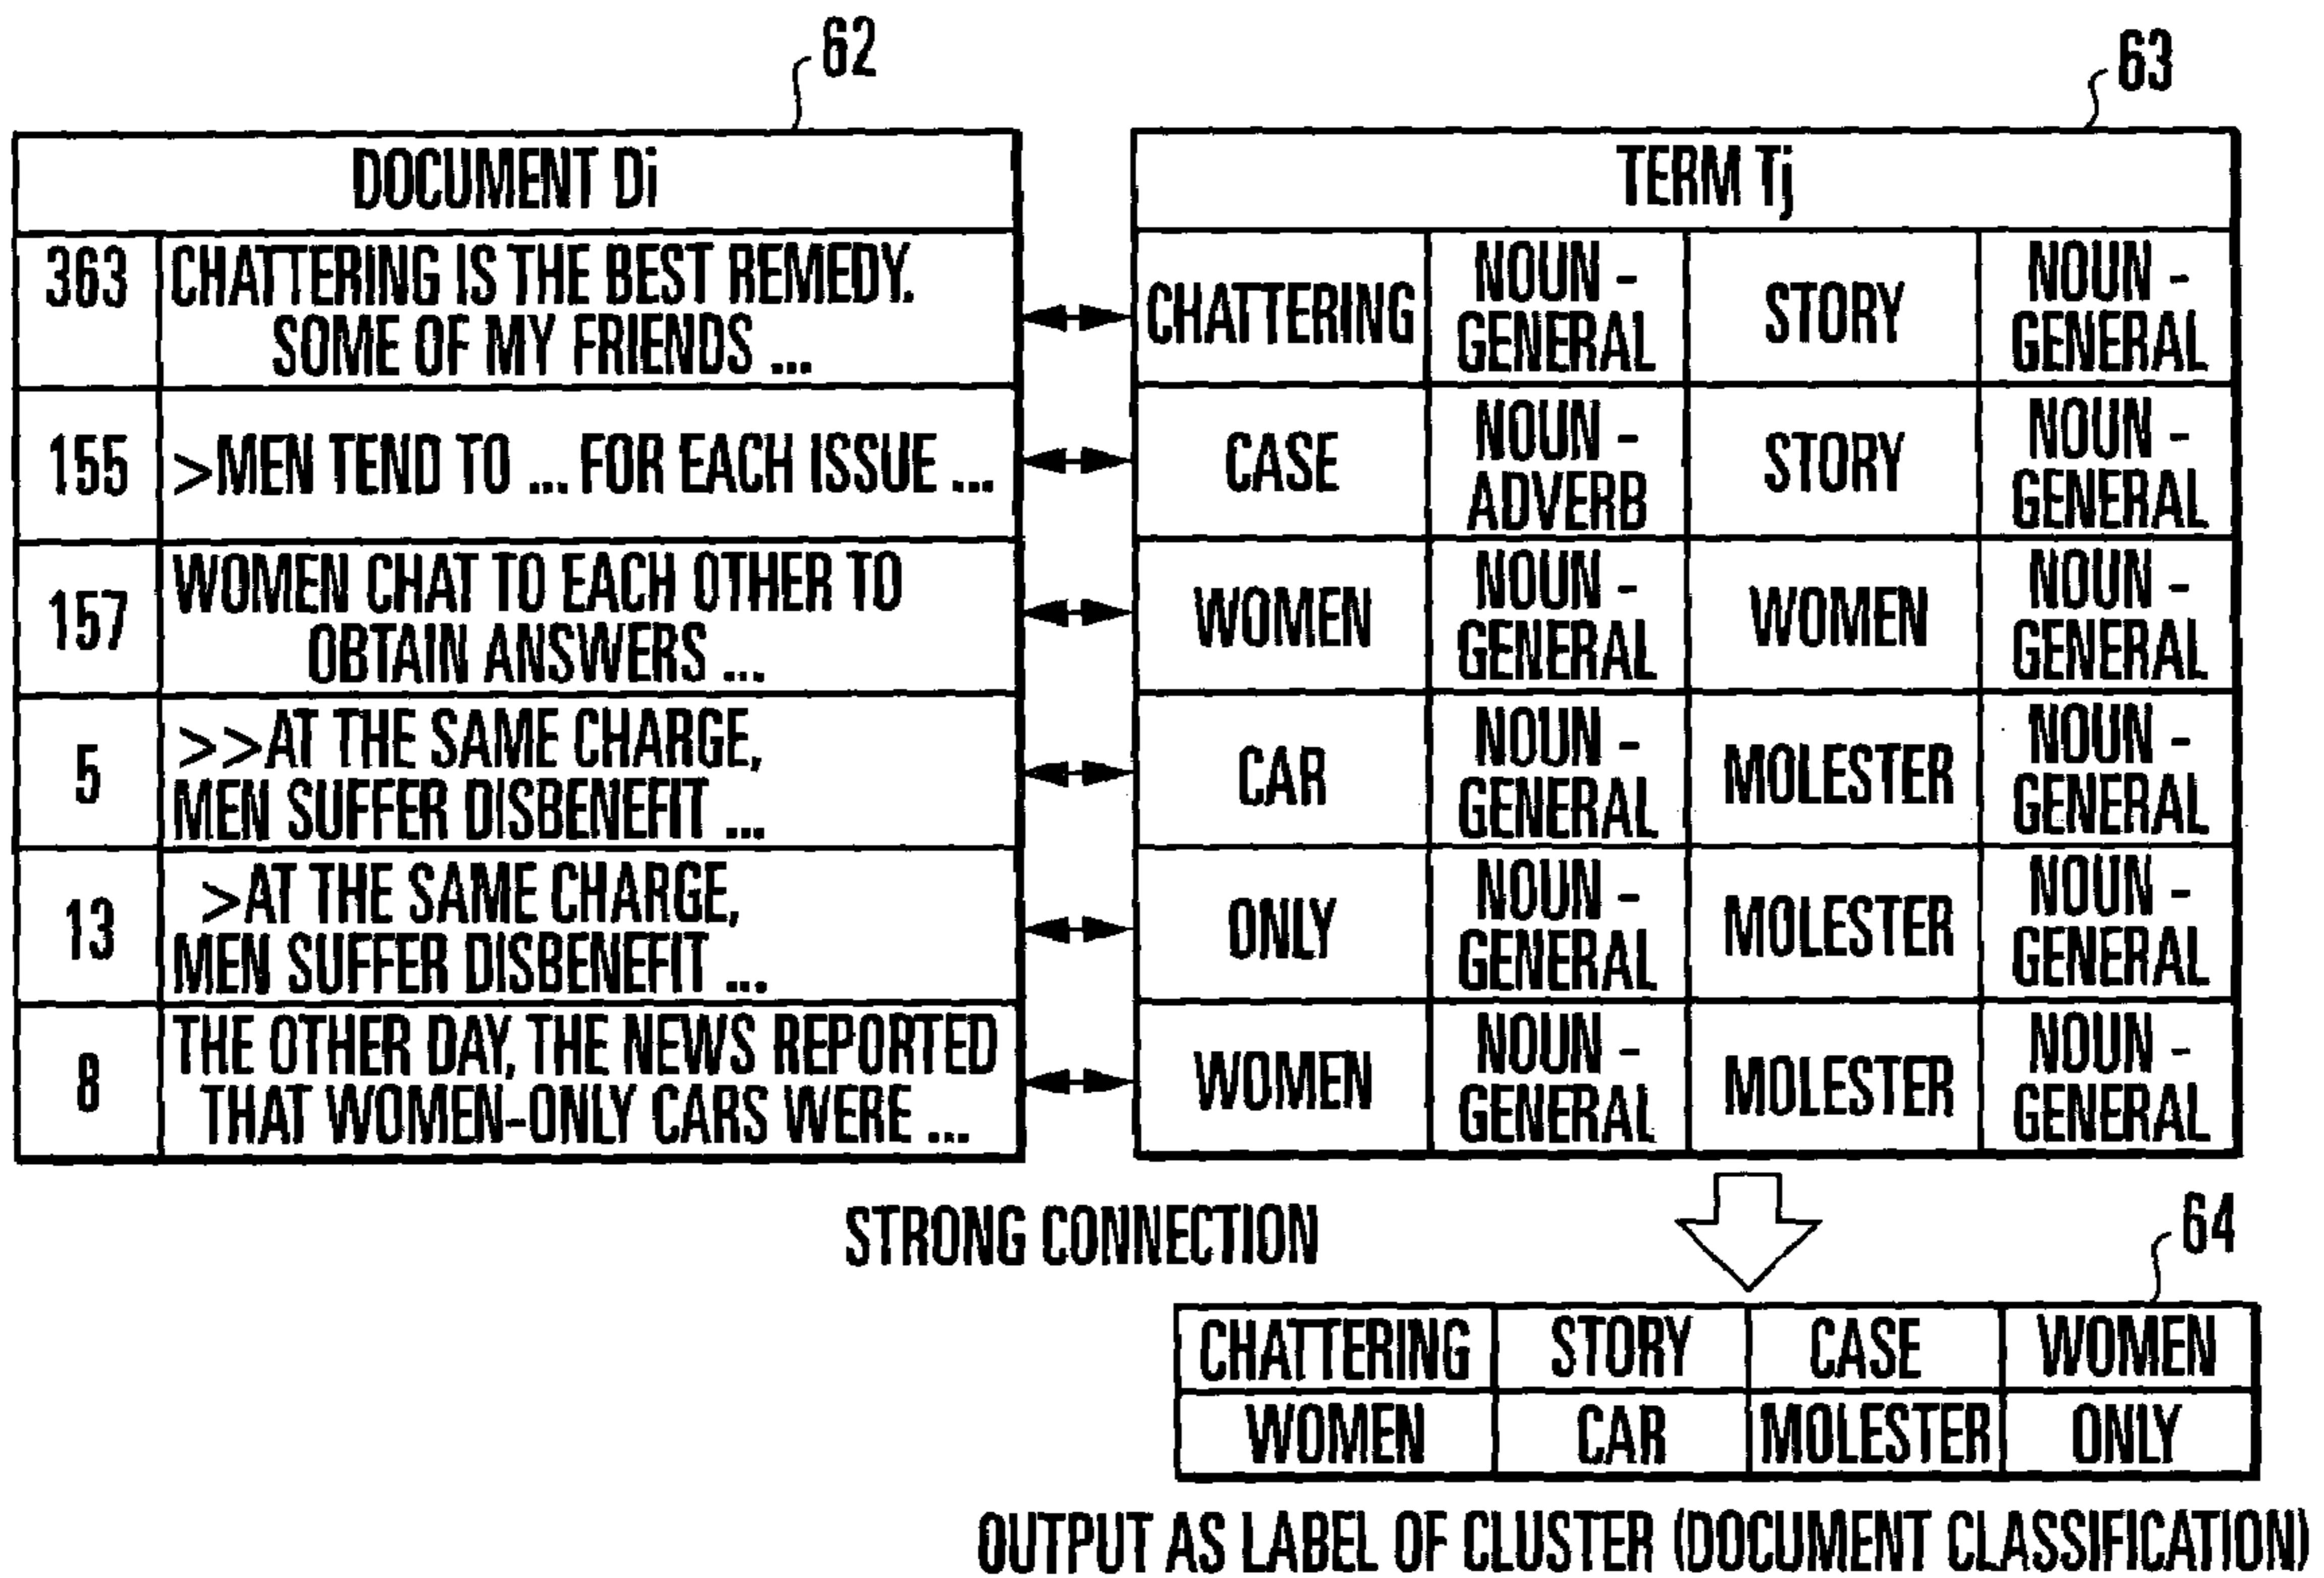 62
63
DOCUMENT Di
TERM Tj
363
CHATTERING IS THE BEST REMEDY.
SOME OF MY FRIENDS ...
CHATTERING
NOUN -
GENERAL
STORY
NOUN -
GENERAL
155
>MEN TEND TO ... FOR EACH ISSUE ...
CASE
NOUN -
ADVERB
STORY
NOUN -
GENERAL
157
WOMEN CHAT TO EACH OTHER TO
OBTAIN ANSWERS ...
WOMEN
NOUN -
GENERAL
WOMEN
NOUN -
GENERAL
5
>>AT THE SAME CHARGE,
MEN SUFFER DISBENEFIT ...
CAR
NOUN -
GENERAL
MOLESTER
NOUN -
GENERAL
13
>AT THE SAME CHARGE,
MEN SUFFER DISBENEFIT ...
ONLY
NOUN -
GENERAL
MOLESTER
NOUN -
GENERAL
8
THE OTHER DAY, THE NEWS REPORTED
THAT WOMEN-ONLY CARS WERE ...
WOMEN
NOUN -
GENERAL
MOLESTER
NOUN -
GENERAL
STRONG CONNECTION
64
CHATTERING STORY CASE WOMEN
WOMEN CAR MOLESTER ONLY
OUTPUT AS LABEL OF CLUSTER (DOCUMENT CLASSIFICATION)